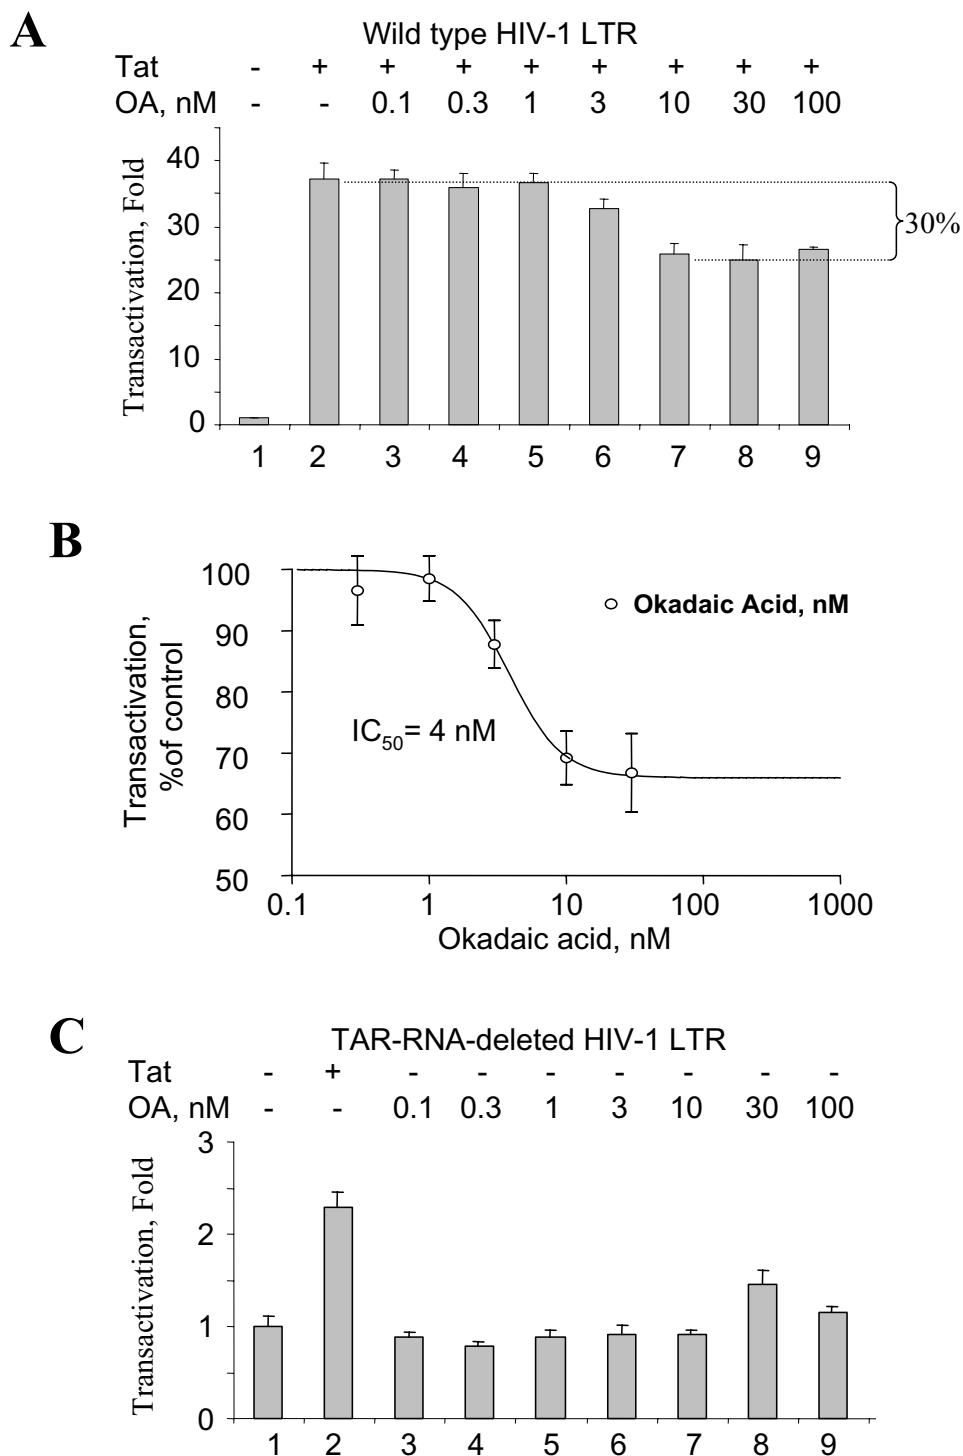 A
Wild type HIV-1 LTR
Tat - + + + + + + + +
OA, nM - - 0.1 0.3 1 3 10 30 100
Transactivation, Fold
40
30
20
10
0
30%
1 2 3 4 5 6 7 8 9
B
Transactivation,
%of control
100
90
80
70
60
50
Okadaic Acid, nM
IC50= 4 nM
0.1 1 10 100 1000
Okadaic acid, nM
C
TAR-RNA-deleted HIV-1 LTR
Tat - + - - - - - - -
OA, nM - - 0.1 0.3 1 3 10 30 100
Transactivation, Fold
3
2
1
0
1 2 3 4 5 6 7 8 9